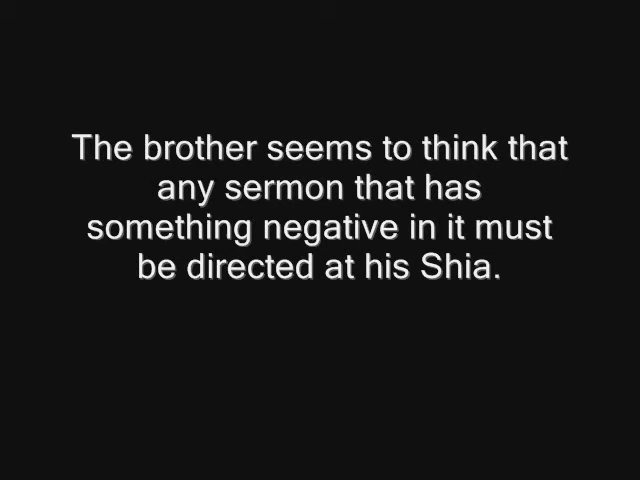 The brother seems to think that
any sermon that has
something negative in it must
be directed at his Shia.